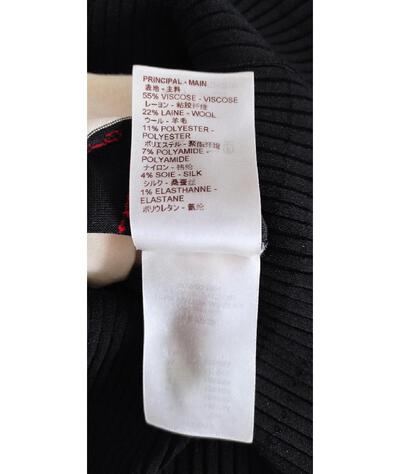 PRINCIPAL - MAIN
表地 - 主料
55% VISCOSE - VISCOSE
レーヨン - 粘胶纤维
22% LAINE - WOOL
ウール - 羊毛
11% POLYESTER -
POLYESTER
ポリエステル - 聚酯纤维
7% POLYAMIDE -
POLYAMIDE
ナイロン - 锦纶
4% SOIE - SILK
シルク - 桑蚕丝
1% ELASTHANNE -
ELASTANE
ポリウレタン - 氨纶